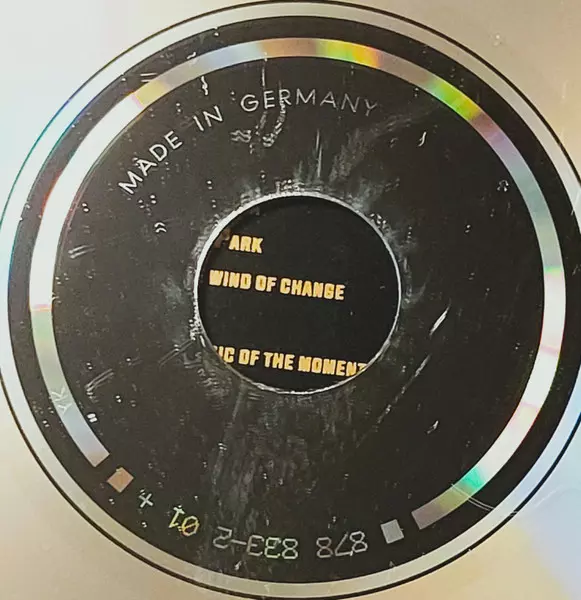 MADE IN GERMANY
ARK
WIND OF CHANGE
IC OF THE MOMENT
878 833-2 01 +